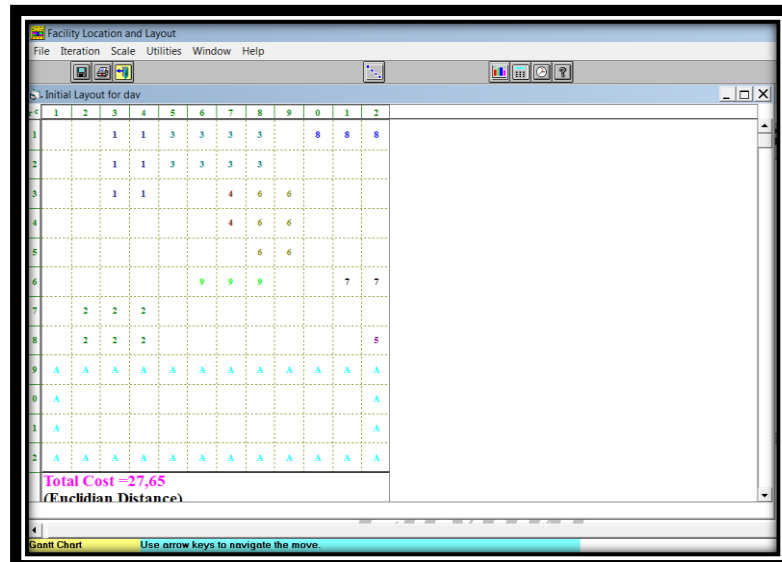 Facility Location and Layout
File Iteration Scale Utilities Window Help
Initial Layout for dav
r c 1 2 3 4 5 6 7 8 9 0 1 2
1 1 1 3 3 3 3 8 8 8
2 1 1 3 3 3 3
3 1 1 4 6 6
4 4 6 6
5 6 6
6 9 9 9 7 7
7 2 2 2
8 2 2 2 5
9 A A A A A A A A A A A A
0 A A
1 A A
2 A A A A A A A A A A A A
Total Cost =27,65
(Euclidian Distance)
Gantt Chart Use arrow keys to navigate the move.